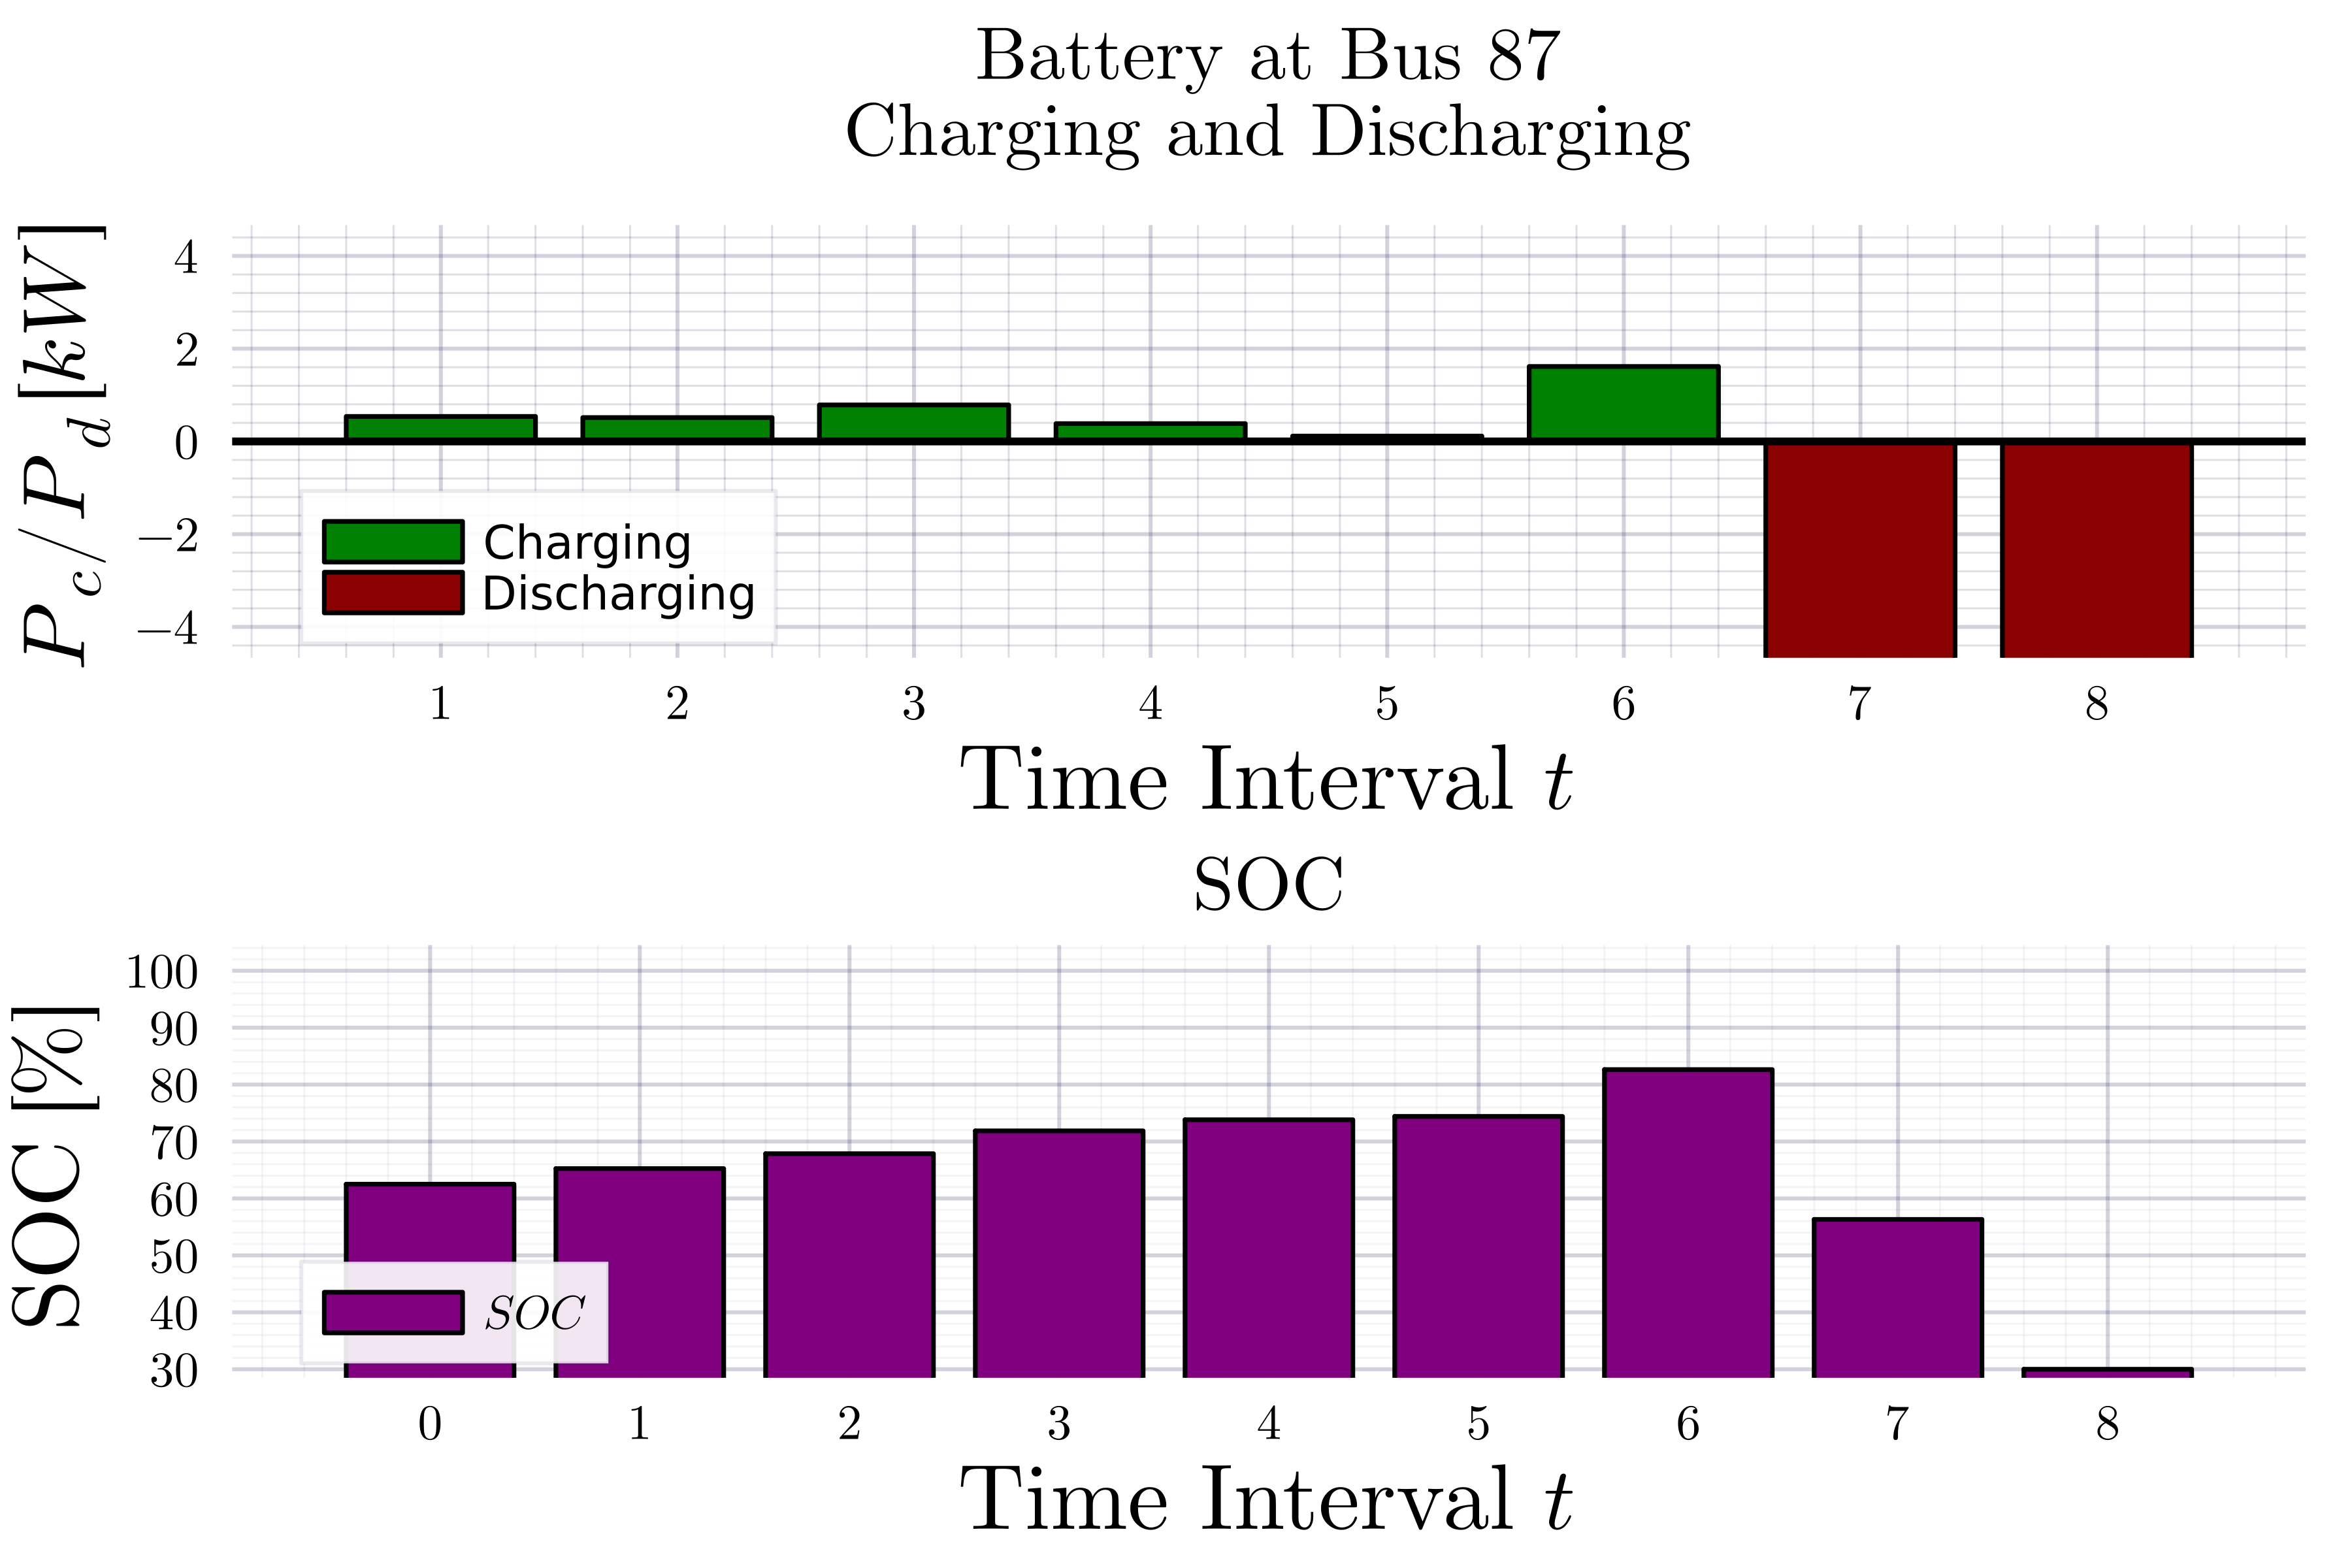 Battery at Bus 87
Charging and Discharging
P_c/P_d [kW]
4
2
0
−2
−4
Charging
Discharging
1 2 3 4 5 6 7 8
Time Interval t
SOC
SOC [%]
100
90
80
70
60
50
40
30
SOC
0 1 2 3 4 5 6 7 8
Time Interval t